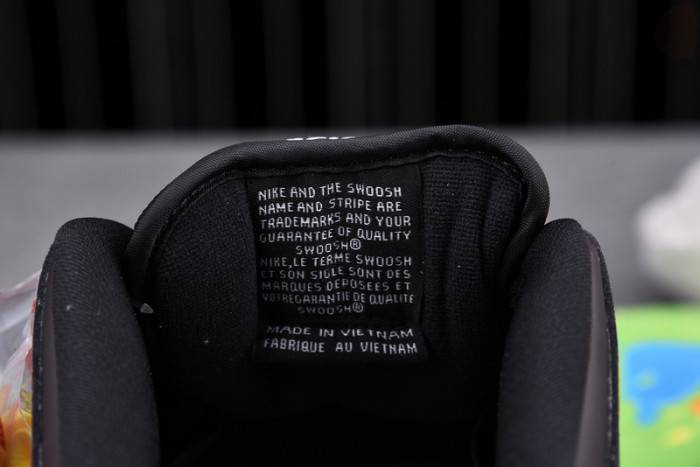 NIKE AND THE SWOOSH
NAME AND STRIPE ARE
TRADEMARKS AND YOUR
GUARANTEE OF QUALITY
SWOOSH®
NIKE, LE TERME SWOOSH
ET SON SIGLE SONT DES
MARQUES DEPOSEES ET
VOTREGARANTIE DE QUALITE
SWOOSH®
MADE IN VIETNAM
FABRIQUE AU VIETNAM